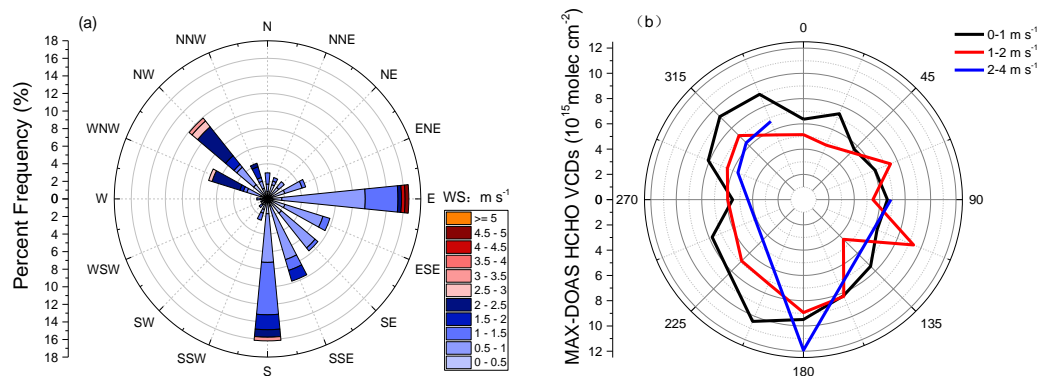 (a)
Percent Frequency (%)
18
16
14
12
10
8
6
4
2
0
2
4
6
8
10
12
14
16
18
N
NNE
NE
ENE
E
ESE
SE
SSE
S
SSW
SW
WSW
W
WNW
NW
NNW
WS: m s-1
>= 5
4.5 - 5
4 - 4.5
3.5 - 4
3 - 3.5
2.5 - 3
2 - 2.5
1.5 - 2
1 - 1.5
0.5 - 1
0 - 0.5
(b)
MAX-DOAS HCHO VCDs (10¹⁵molec cm-2)
12
10
8
6
4
2
0
2
4
6
8
10
12
0
45
90
135
180
225
270
315
0-1 m s-1
1-2 m s-1
2-4 m s-1